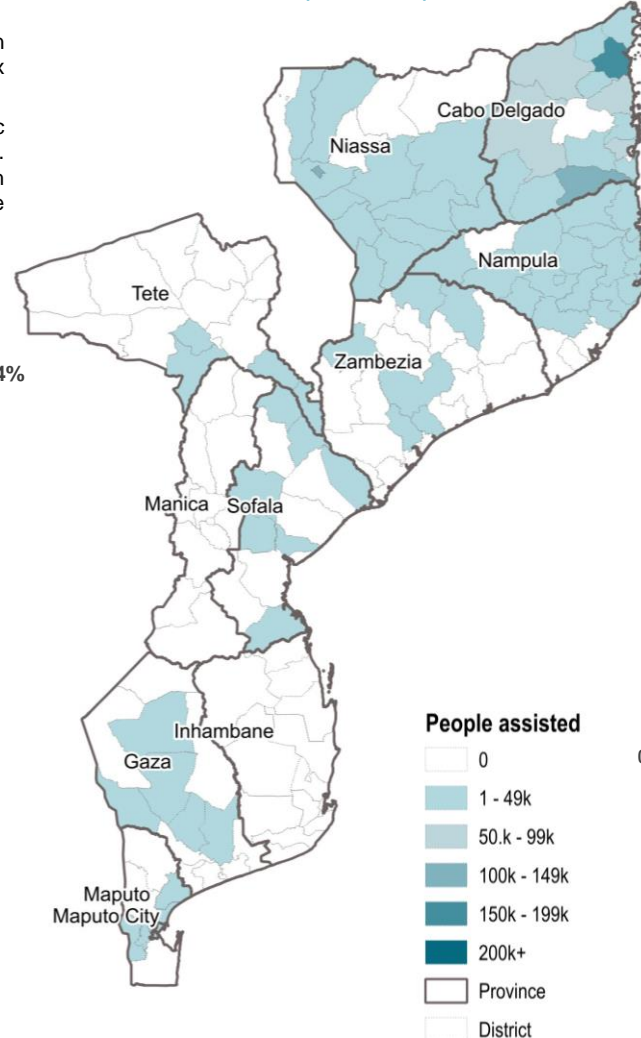 Cabo Delgado
Niassa
Nampula
Tete
Zambezia
4%
Manica
Sofala
Inhambane
Gaza
Maputo
Maputo City
People assisted
0
1 - 49k
50.k - 99k
100k - 149k
150k - 199k
200k+
Province
District